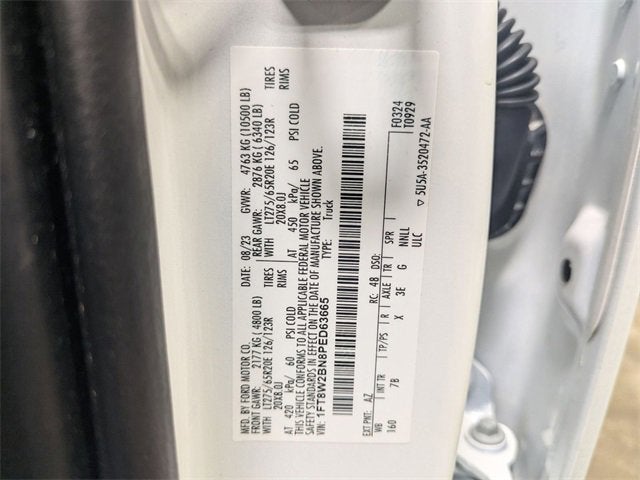 MFD. BY FORD MOTOR CO. DATE: 08/23 GVWR: 4763 KG (10500 LB)
FRONT GAWR: 2177 KG (4800 LB) REAR GAWR: 2876 KG (6340 LB)
WITH LT275/65R20E 126/123R TIRES WITH LT275/65R20E 126/123R TIRES
20X8.0J RIMS 20X8.0J RIMS
AT 420 kPa/ 60 PSI COLD AT 450 kPa/ 65 PSI COLD
THIS VEHICLE CONFORMS TO ALL APPLICABLE FEDERAL MOTOR VEHICLE
SAFETY STANDARDS IN EFFECT ON THE DATE OF MANUFACTURE SHOWN ABOVE.
VIN: 1FT8W2BN8PED63665 Truck
F0324
T0929
EXT PNT: AZ RC: 48 DSO:
WB INT TR TP/PS R AXLE TR SPR
160 7B X 3E G NNLL
ULC
▽ 5U5A-3520472-AA